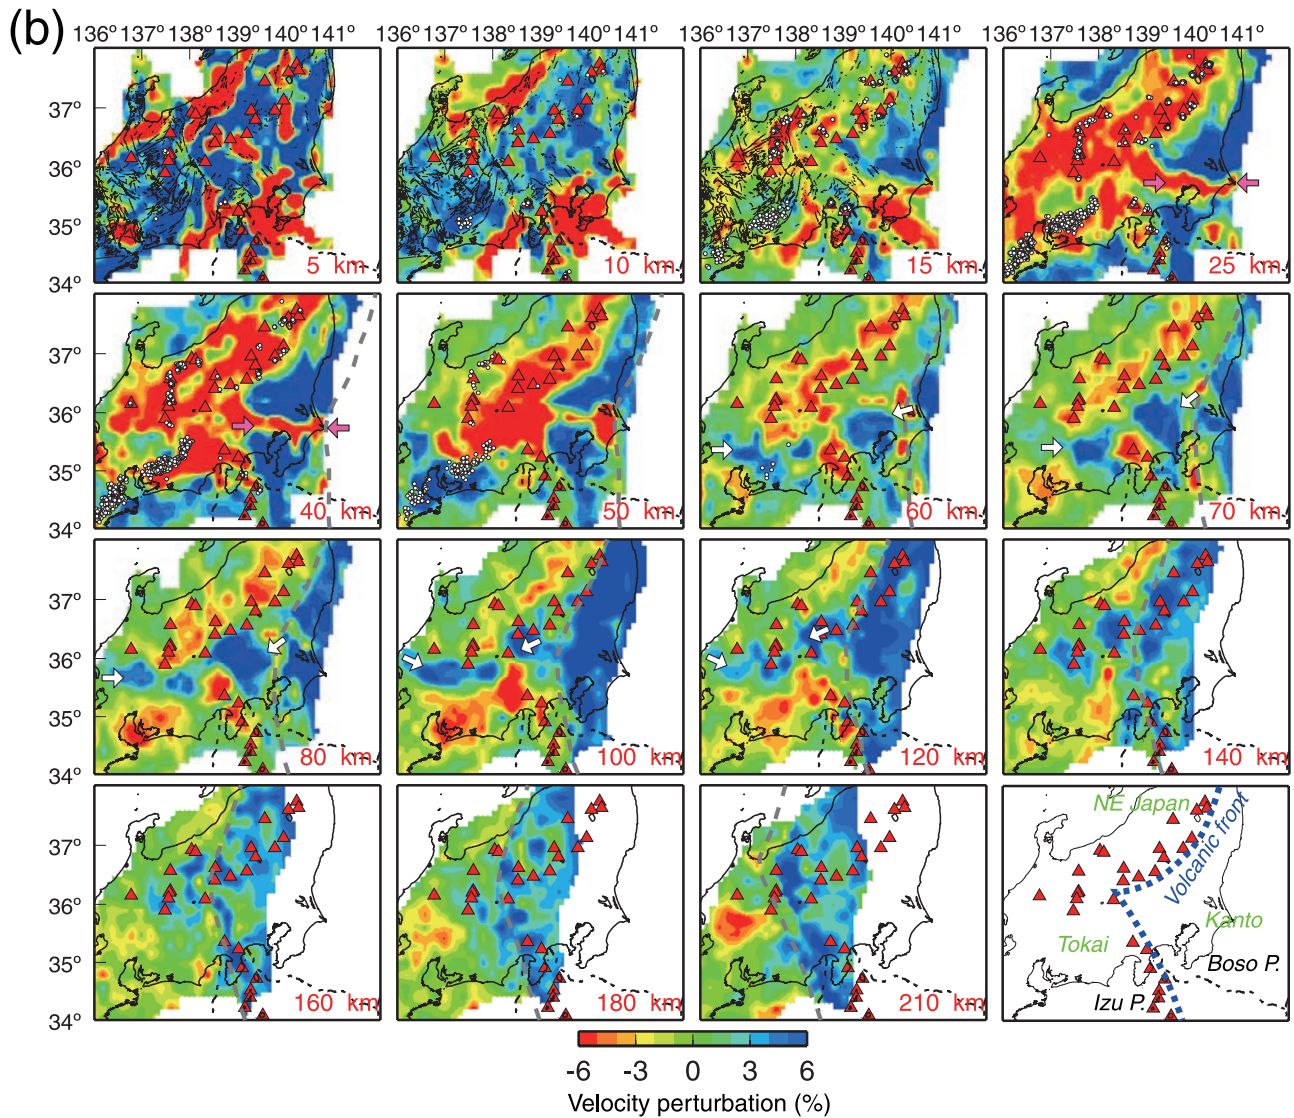 (b)
136° 137° 138° 139° 140° 141°
136° 137° 138° 139° 140° 141°
136° 137° 138° 139° 140° 141°
136° 137° 138° 139° 140° 141°
37°
36°
35°
34°
5 km
10 km
15 km
25 km
37°
36°
35°
34°
40 km
50 km
60 km
70 km
37°
36°
35°
34°
80 km
100 km
120 km
140 km
37°
36°
35°
34°
160 km
180 km
210 km
NE Japan
Volcanic front
Kanto
Tokai
Boso P.
Izu P.
-6 -3 0 3 6
Velocity perturbation (%)